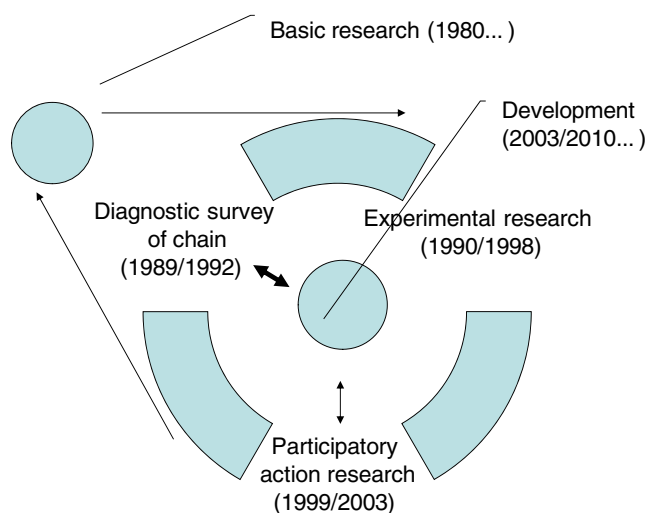 Basic research (1980... )
Development
(2003/2010... )
Diagnostic survey
of chain
(1989/1992)
Experimental research
(1990/1998)
Participatory
action research
(1999/2003)